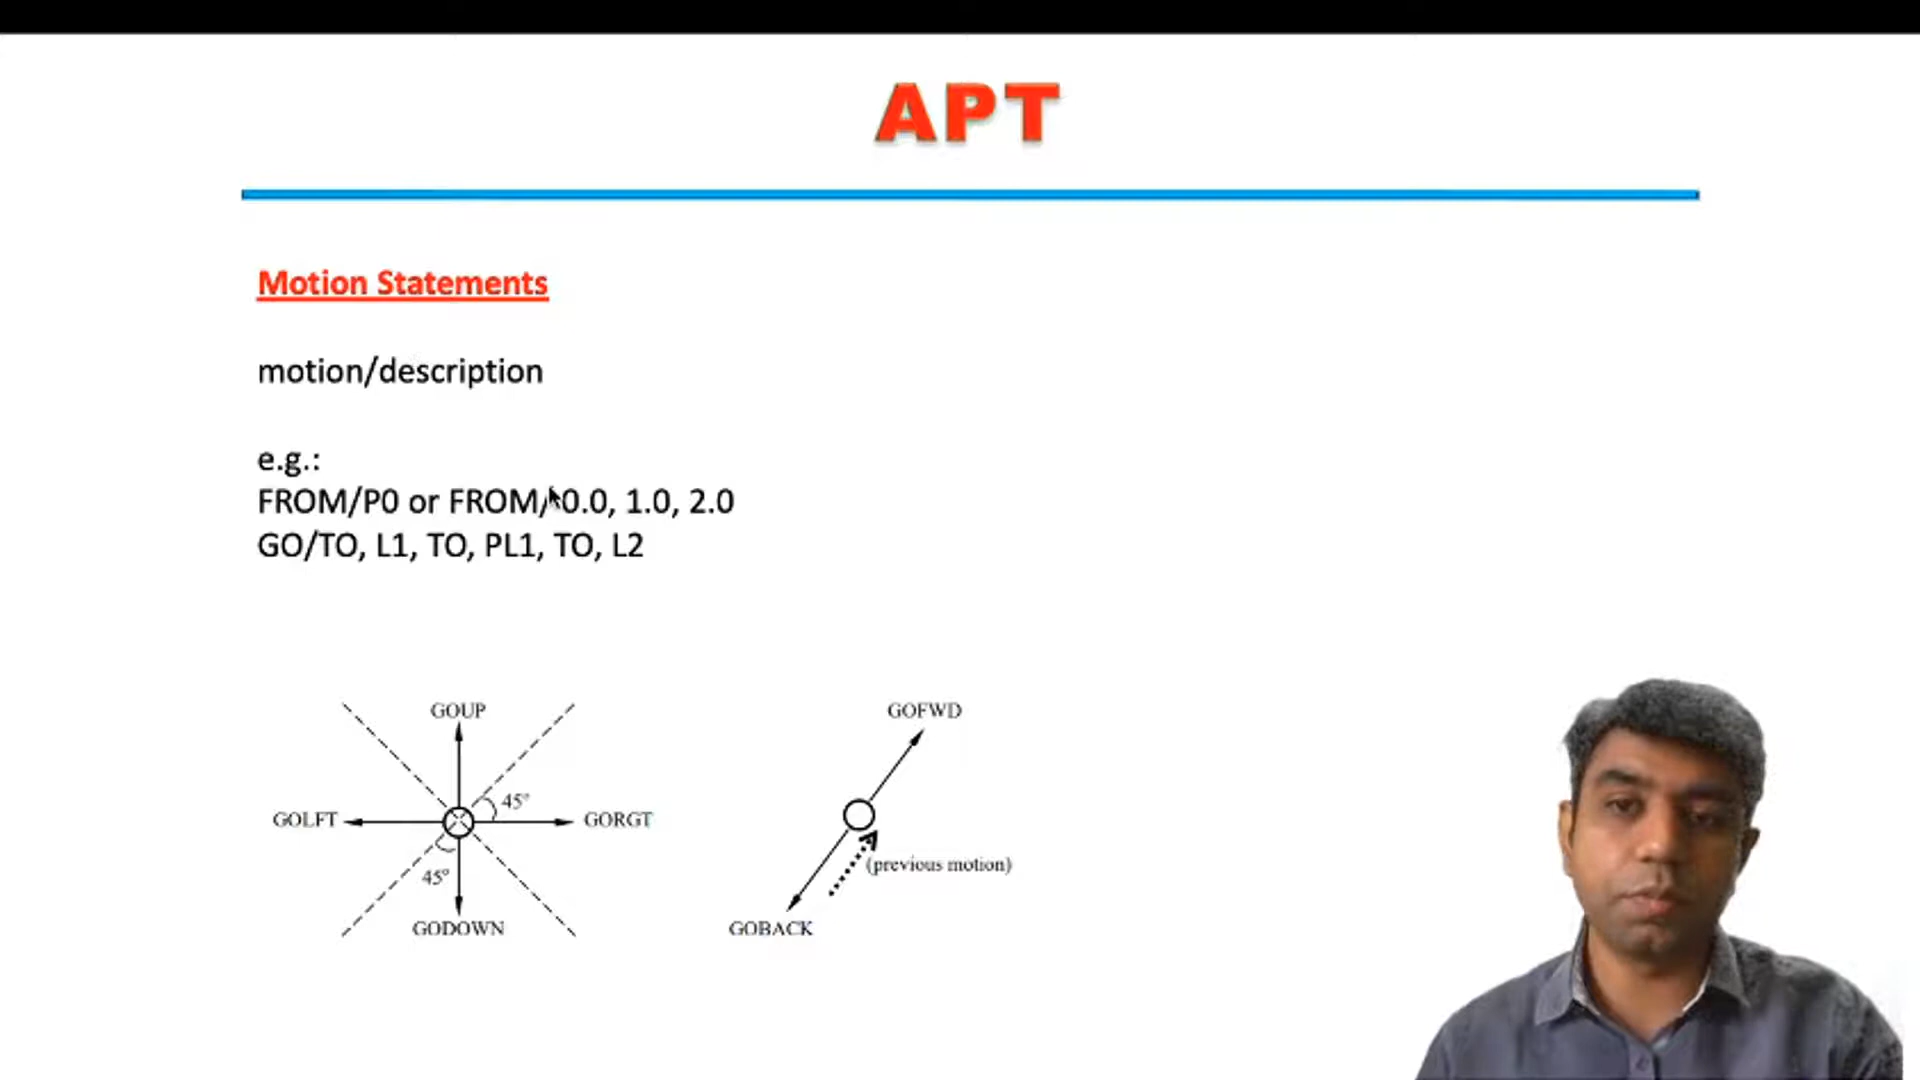 APT
Motion Statements
motion/description
e.g.:
FROM/P0 or FROM/ 0.0, 1.0, 2.0
GO/TO, L1, TO, PL1, TO, L2
GOUP
45°
GOLFT
GORGT
45°
GODOWN
GOFWD
(previous motion)
GOBACK